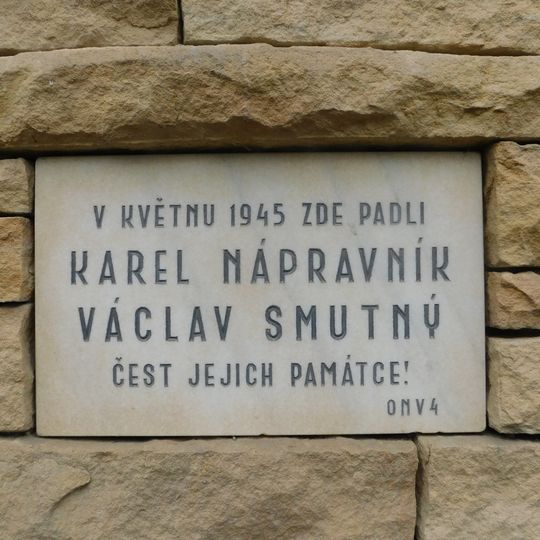 V KVĚTNU 1945 ZDE PADLI
KAREL NÁPRAVNÍK
VÁCLAV SMUTNÝ
ČEST JEJICH PAMÁTCE!
ONV4